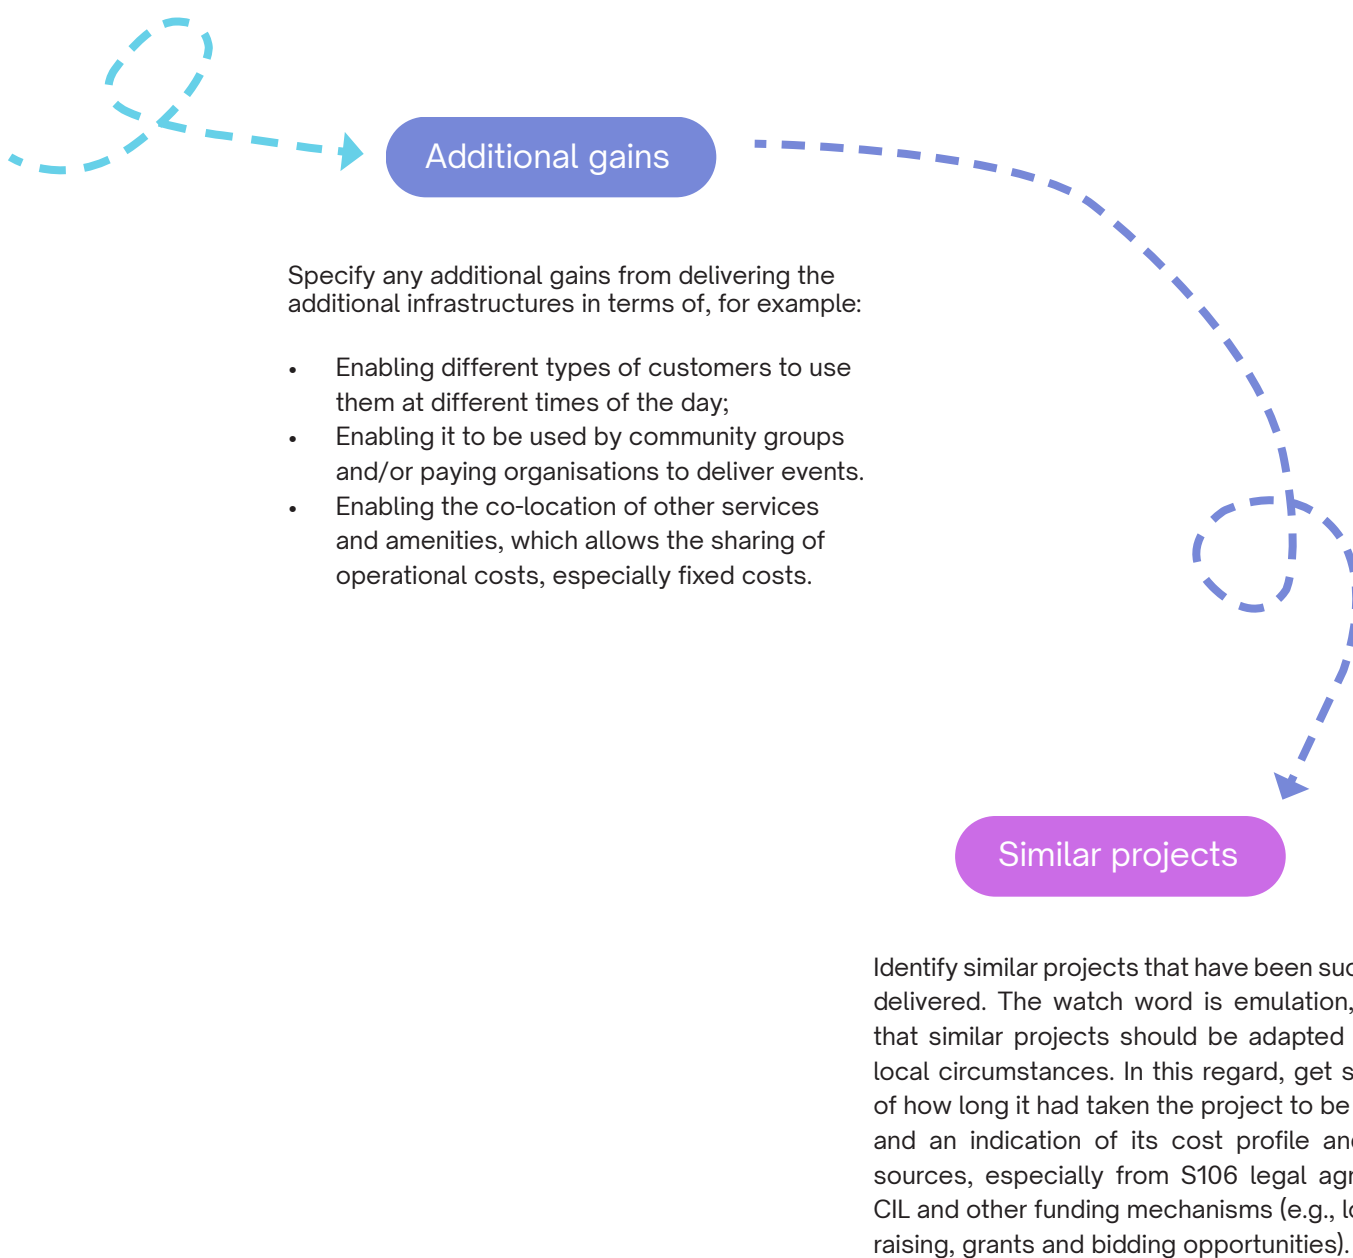 Additional gains
Specify any additional gains from delivering the
additional infrastructures in terms of, for example:
• Enabling different types of customers to use
them at different times of the day;
• Enabling it to be used by community groups
and/or paying organisations to deliver events.
• Enabling the co-location of other services
and amenities, which allows the sharing of
operational costs, especially fixed costs.
Similar projects
Identify similar projects that have been
delivered. The watch word is emulation,
that similar projects should be adapted
local circumstances. In this regard, get
of how long it had taken the project to be
and an indication of its cost profile
sources, especially from S106 legal
CIL and other funding mechanisms (e.g.,
raising, grants and bidding opportunities).